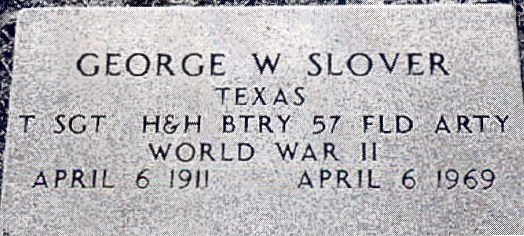 GEORGE W SLOVER
TEXAS
T SGT H&H BTRY 57 FLD ARTY
WORLD WAR II
APRIL 6 1911 APRIL 6 1969